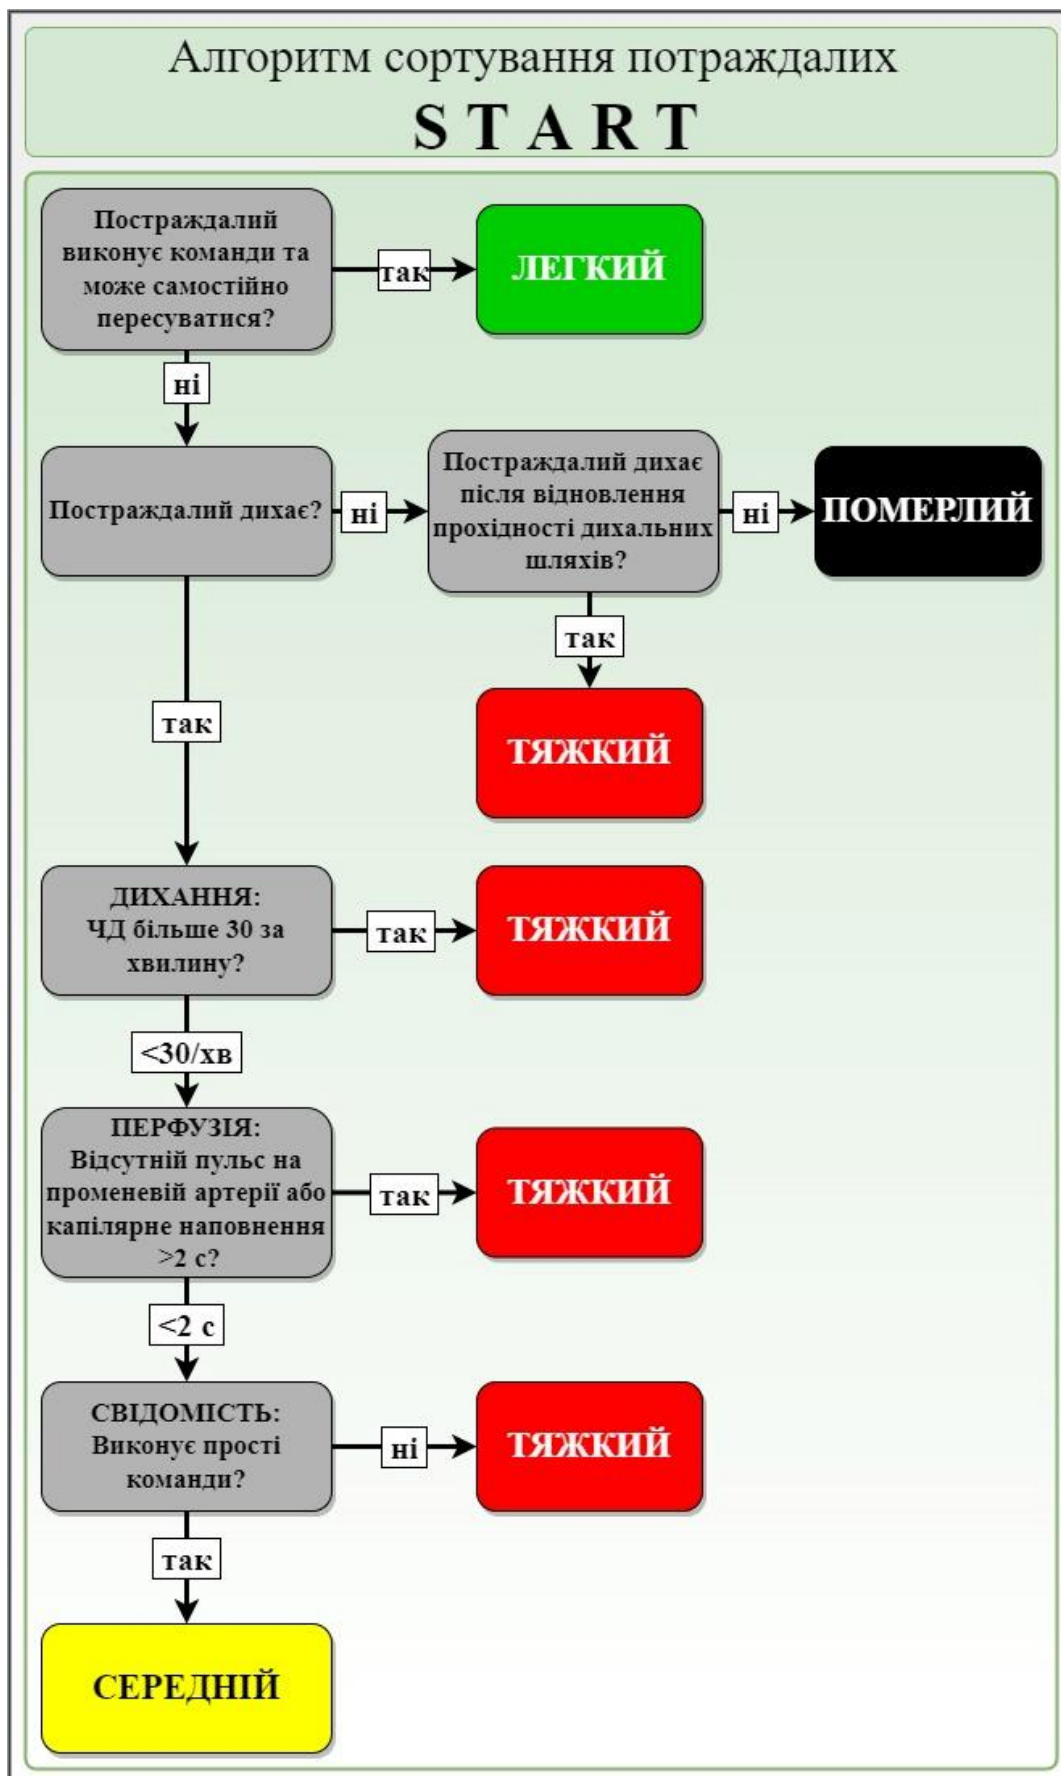 Алгоритм сортування потраждалих
START
Постраждалий
виконує команди та
може самостійно
пересуватися?
так
ЛЕГКИЙ
ні
Постраждалий дихає?
ні
Постраждалий дихає
після відновлення
прохідності дихальних
шляхів?
ні
ПОМЕРЛИЙ
так
ТЯЖКИЙ
так
ДИХАННЯ:
ЧД більше 30 за
хвилину?
так
ТЯЖКИЙ
<30/хв
ПЕРФУЗІЯ:
Відсутній пульс на
променевій артерії або
капілярне наповнення
>2 с?
так
ТЯЖКИЙ
<2 с
СВІДОМІСТЬ:
Виконує прості
команди?
ні
ТЯЖКИЙ
так
СЕРЕДНІЙ